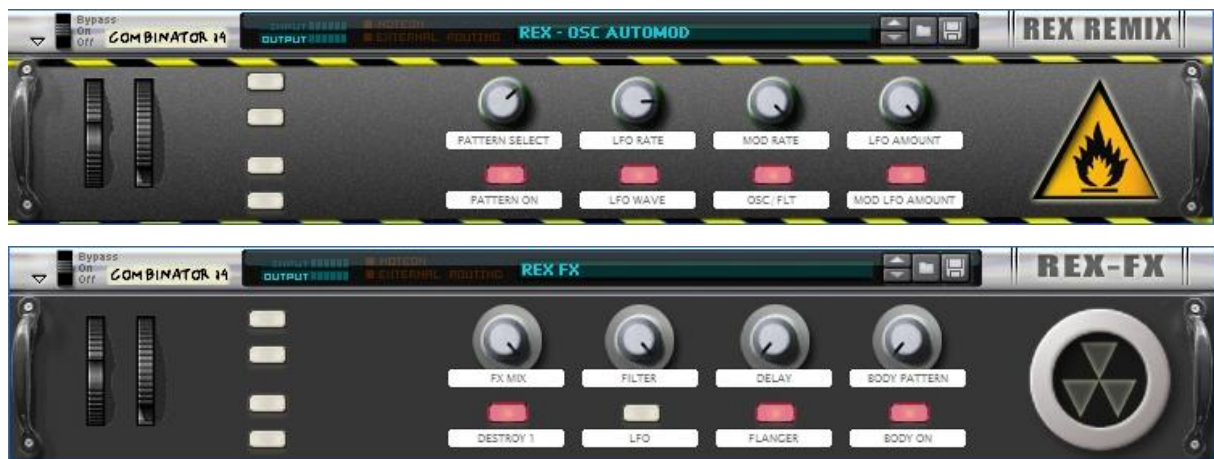 Bypass
On
Off
COMBINATOR 14
INPUT
OUTPUT
NOTEON
EXTERNAL ROUTING
REX - OSC AUTOMOD
REX REMIX
PATTERN SELECT LFO RATE MOD RATE LFO AMOUNT
PATTERN ON LFO WAVE OSC/FLT MOD LFO AMOUNT
Bypass
On
Off
COMBINATOR 14
INPUT
OUTPUT
NOTEON
EXTERNAL ROUTING
REX FX
REX-FX
FX MIX FILTER DELAY BODY PATTERN
DESTROY 1 LFO FLANGER BODY ON